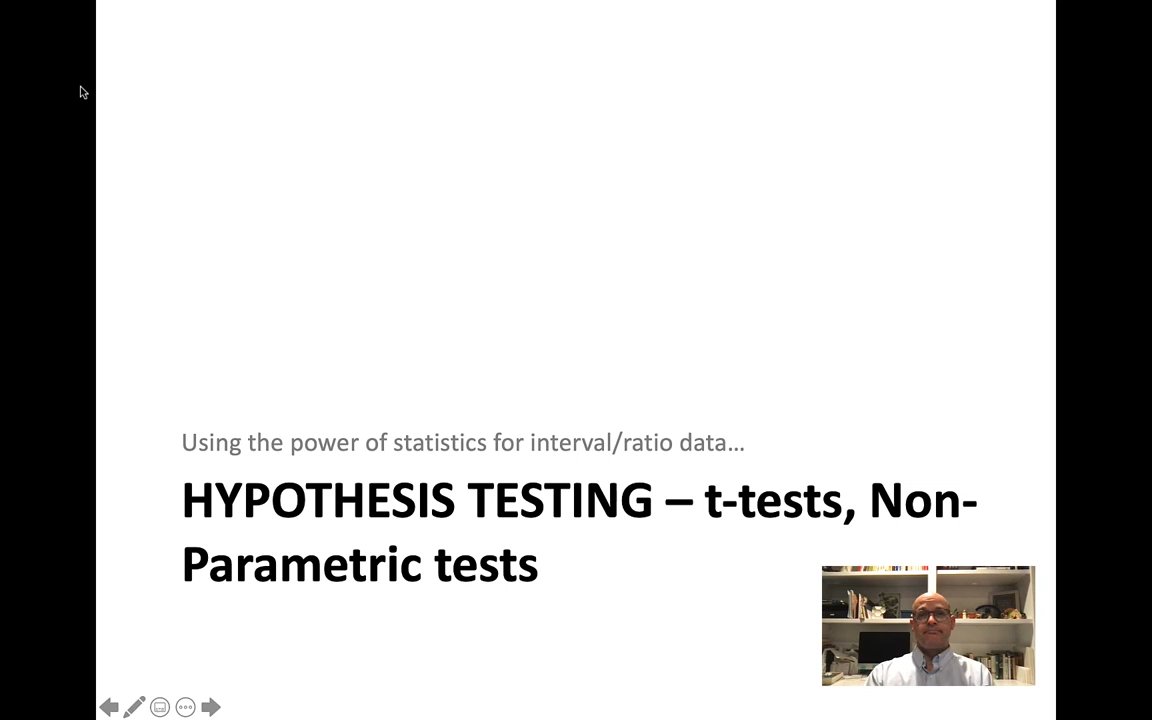 Using the power of statistics for interval/ratio data...
HYPOTHESIS TESTING – t-tests, Non-
Parametric tests